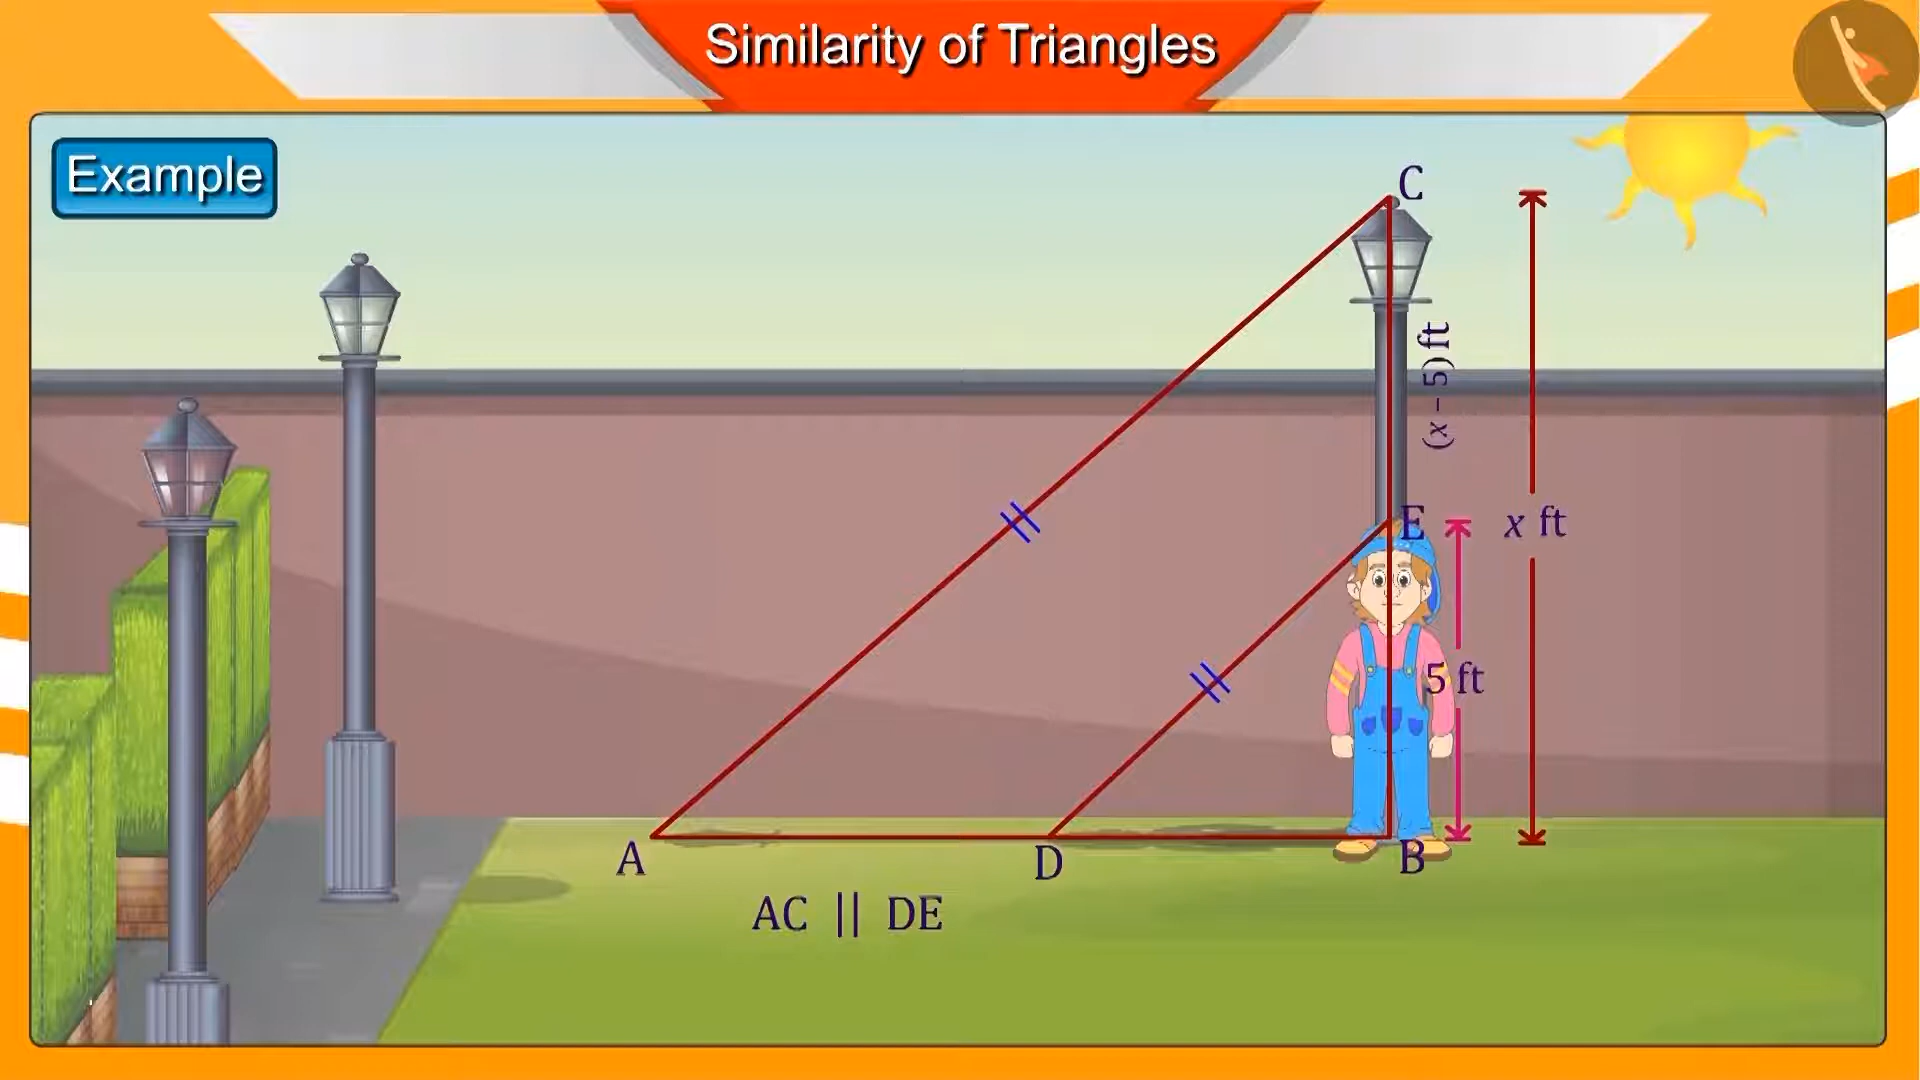 Similarity of Triangles
Example
C
(x – 5) ft
E
x ft
5 ft
A
D
B
AC || DE